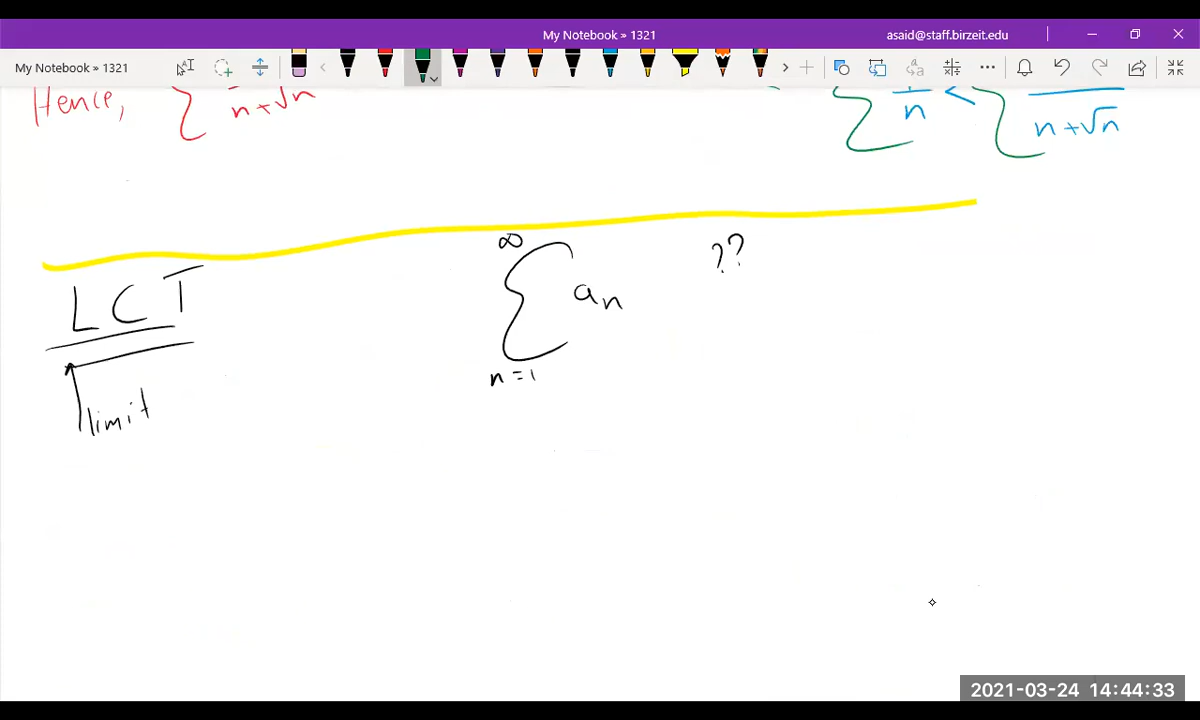 My Notebook » 1321
asaid@staff.birzeit.edu
My Notebook » 1321
Hence, ∑ n+√n
∑ n < ∑ n+√n
LCT
∞
∑ an ??
n=1
limit
2021-03-24 14:44:33